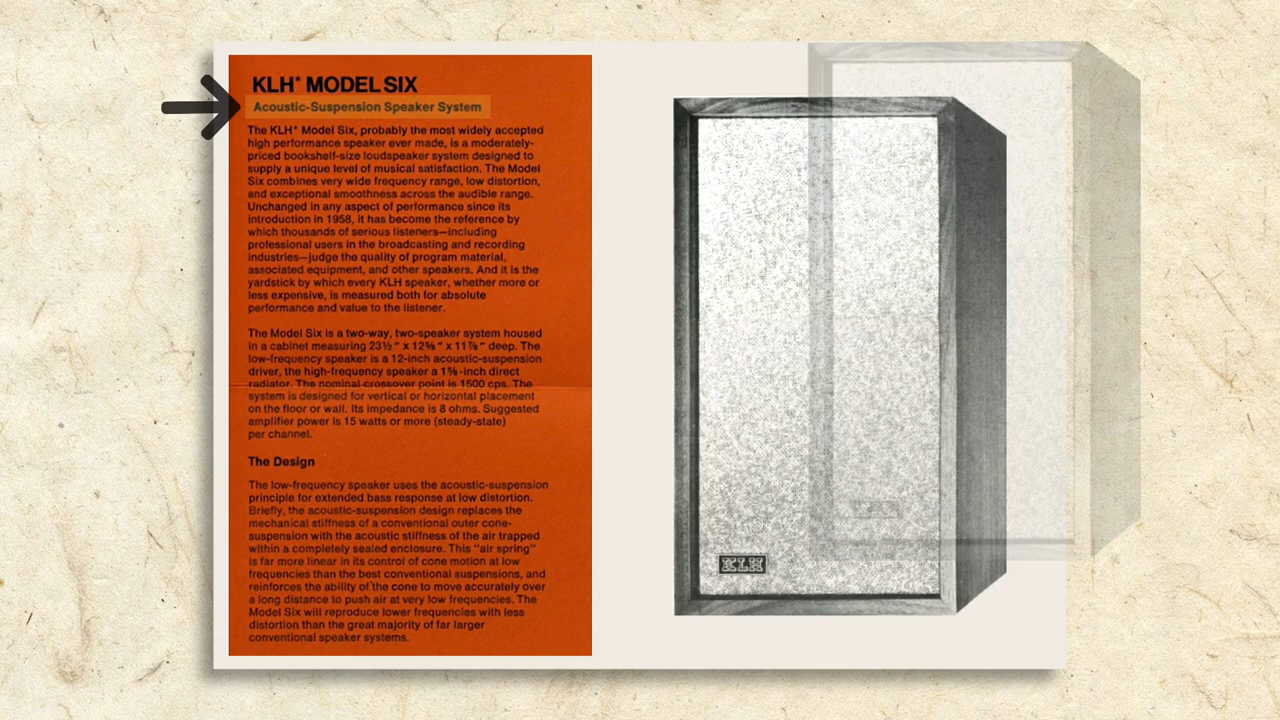 KLH* MODEL SIX
Acoustic-Suspension Speaker System
The KLH* Model Six, probably the most widely accepted
high performance speaker ever made, is a moderately-
priced bookshelf-size loudspeaker system designed to
supply a unique level of musical satisfaction. The Model
Six combines very wide frequency range, low distortion,
and exceptional smoothness across the audible range.
Unchanged in any aspect of performance since its
introduction in 1958, it has become the reference by
which thousands of serious listeners—including
professional users in the broadcasting and recording
industries—judge the quality of program material,
associated equipment, and other speakers. And it is the
yardstick by which every KLH speaker, whether more or
less expensive, is measured both for absolute
performance and value to the listener.
The Model Six is a two-way, two-speaker system housed
in a cabinet measuring 23½" x 12⅝" x 11⅞" deep. The
low-frequency speaker is a 12-inch acoustic-suspension
driver, the high-frequency speaker a 1⅝-inch direct
radiator. The nominal crossover point is 1500 cps. The
system is designed for vertical or horizontal placement
on the floor or wall. Its impedance is 8 ohms. Suggested
amplifier power is 15 watts or more (steady-state)
per channel.
The Design
The low-frequency speaker uses the acoustic-suspension
principle for extended bass response at low distortion.
Briefly, the acoustic-suspension design replaces the
mechanical stiffness of a conventional outer cone-
suspension with the acoustic stiffness of the air trapped
within a completely sealed enclosure. This "air spring"
is far more linear in its control of cone motion at low
frequencies than the best conventional suspensions, and
reinforces the ability of the cone to move accurately over
a long distance to push air at very low frequencies. The
Model Six will reproduce lower frequencies with less
distortion than the great majority of far larger
conventional speaker systems.
KLH